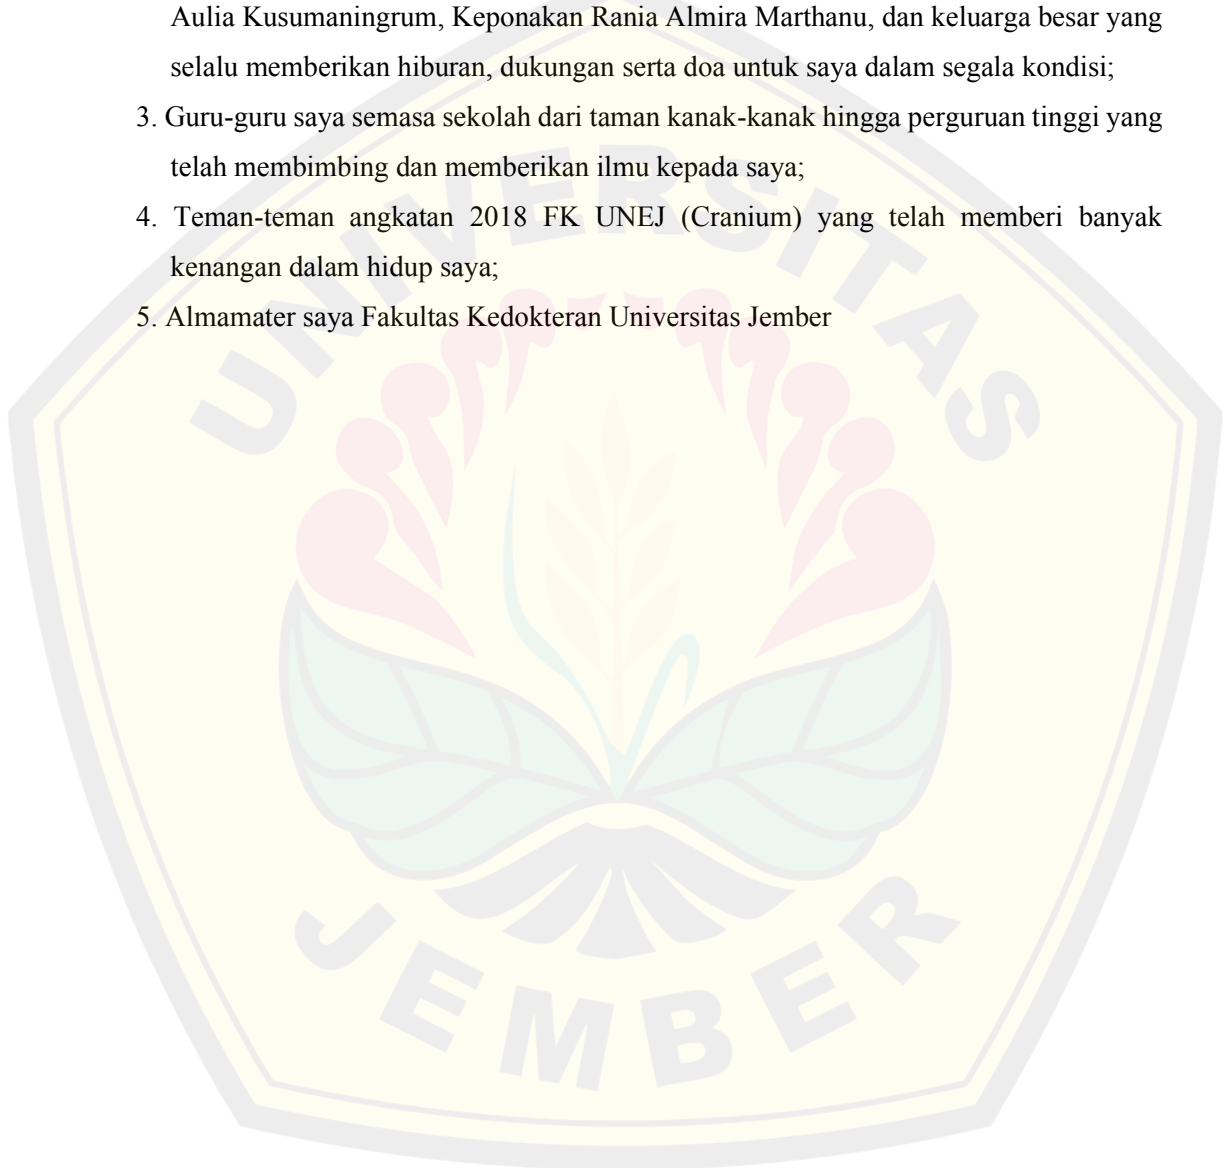 Aulia Kusumaningrum, Keponakan Rania Almira Marthanu, dan keluarga besar yang
selalu memberikan hiburan, dukungan serta doa untuk saya dalam segala kondisi;
3. Guru-guru saya semasa sekolah dari taman kanak-kanak hingga perguruan tinggi yang
telah membimbing dan memberikan ilmu kepada saya;
4. Teman-teman angkatan 2018 FK UNEJ (Cranium) yang telah memberi banyak
kenangan dalam hidup saya;
5. Almamater saya Fakultas Kedokteran Universitas Jember
UNIVERSITAS
JEMBER